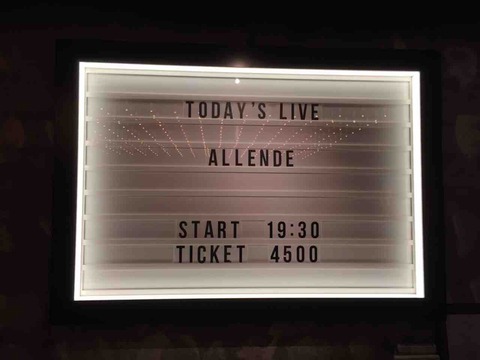 TODAY'S LIVE
ALLENDE
START 19:30
TICKET 4500